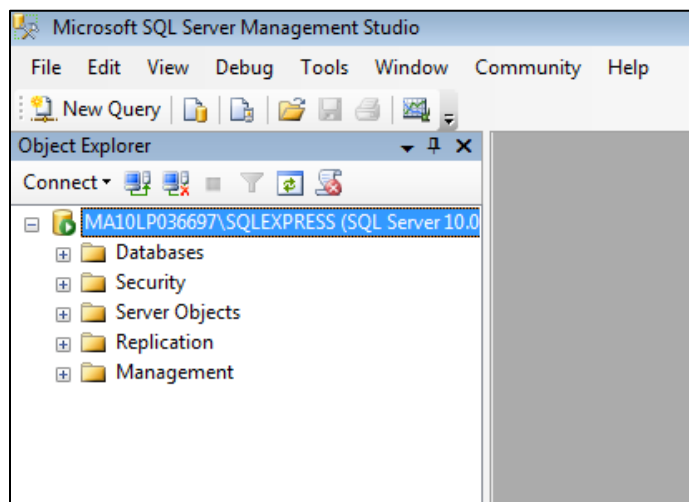 Microsoft SQL Server Management Studio
File Edit View Debug Tools Window Community Help
New Query
Object Explorer
Connect
MA10LP036697\SQLEXPRESS (SQL Server 10.0
Databases
Security
Server Objects
Replication
Management